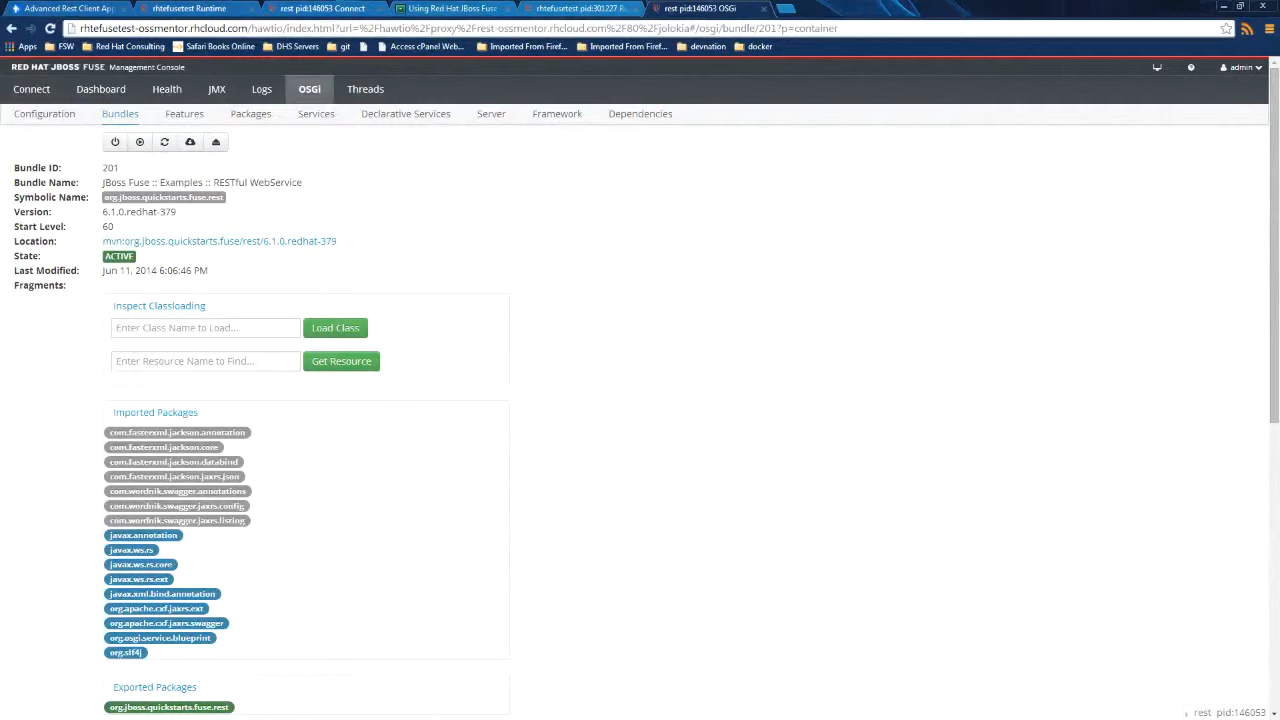 Advanced Rest Client App
rhtefusetest Runtime
rest pid:146053 Connect
Using Red Hat JBoss Fuse
rhtefusetest pid:301227 R
rest pid:146053 OSGi
rhtefusetest-ossmentor.rhcloud.com/hawtio/index.html?url=%2Fhawtio%2Fproxy%2Frest-ossmentor.rhcloud.com%2F80%2Fjolokia#/osgi/bundle/201?p=container
Apps FSW Red Hat Consulting Safari Books Online DHS Servers git Access cPanel Web... Imported From Firef... Imported From Firef... devnation docker
RED HAT JBOSS FUSE Management Console
admin
Connect Dashboard Health JMX Logs OSGi Threads
Configuration Bundles Features Packages Services Declarative Services Server Framework Dependencies
Bundle ID: 201
Bundle Name: JBoss Fuse :: Examples :: RESTful WebService
Symbolic Name: org.jboss.quickstarts.fuse.rest
Version: 6.1.0.redhat-379
Start Level: 60
Location: mvn:org.jboss.quickstarts.fuse/rest/6.1.0.redhat-379
State: ACTIVE
Last Modified: Jun 11, 2014 6:06:46 PM
Fragments:
Inspect Classloading
Enter Class Name to Load... Load Class
Enter Resource Name to Find... Get Resource
Imported Packages
com.fasterxml.jackson.annotation
com.fasterxml.jackson.core
com.fasterxml.jackson.databind
com.fasterxml.jackson.jaxrs.json
com.wordnik.swagger.annotations
com.wordnik.swagger.jaxrs.config
com.wordnik.swagger.jaxrs.listing
javax.annotation
javax.ws.rs
javax.ws.rs.core
javax.ws.rs.ext
javax.xml.bind.annotation
org.apache.cxf.jaxrs.ext
org.apache.cxf.jaxrs.swagger
org.osgi.service.blueprint
org.slf4j
Exported Packages
org.jboss.quickstarts.fuse.rest
rest pid:146053